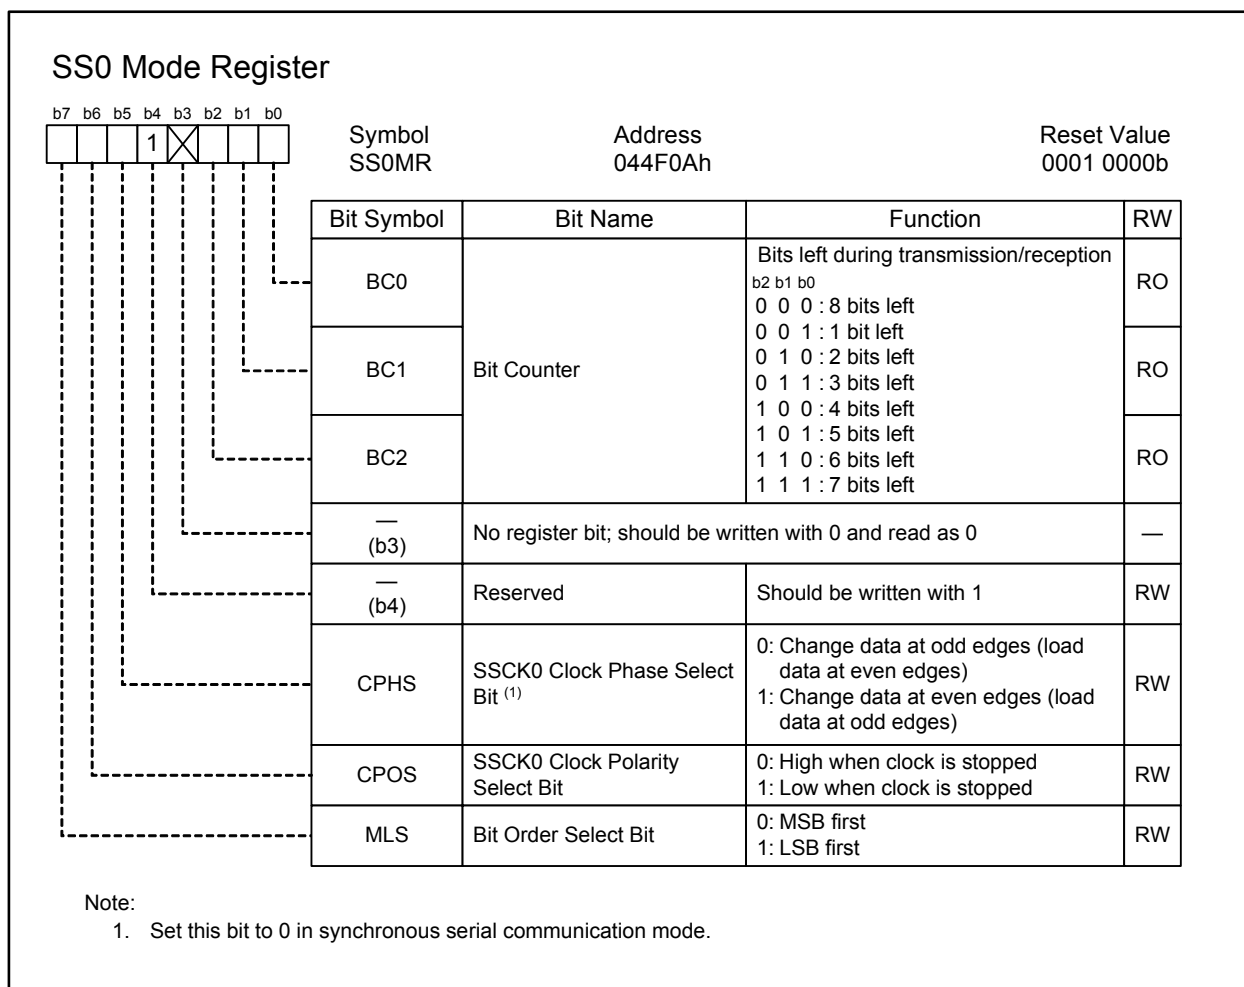 SS0 Mode Register
b7 b6 b5 b4 b3 b2 b1 b0
1
Symbol Address Reset Value
SS0MR 044F0Ah 0001 0000b
Bit Symbol Bit Name Function RW
BC0 Bit Counter Bits left during transmission/reception RO
b2 b1 b0
0 0 0 : 8 bits left
0 0 1 : 1 bit left
BC1 0 1 0 : 2 bits left RO
0 1 1 : 3 bits left
1 0 0 : 4 bits left
BC2 1 0 1 : 5 bits left RO
1 1 0 : 6 bits left
1 1 1 : 7 bits left
—
(b3) No register bit; should be written with 0 and read as 0 —
—
(b4) Reserved Should be written with 1 RW
CPHS SSCK0 Clock Phase Select
Bit (1)
0: Change data at odd edges (load
data at even edges)
1: Change data at even edges (load
data at odd edges)
RW
CPOS SSCK0 Clock Polarity
Select Bit
0: High when clock is stopped
1: Low when clock is stopped
RW
MLS Bit Order Select Bit
0: MSB first
1: LSB first
RW
Note:
1. Set this bit to 0 in synchronous serial communication mode.